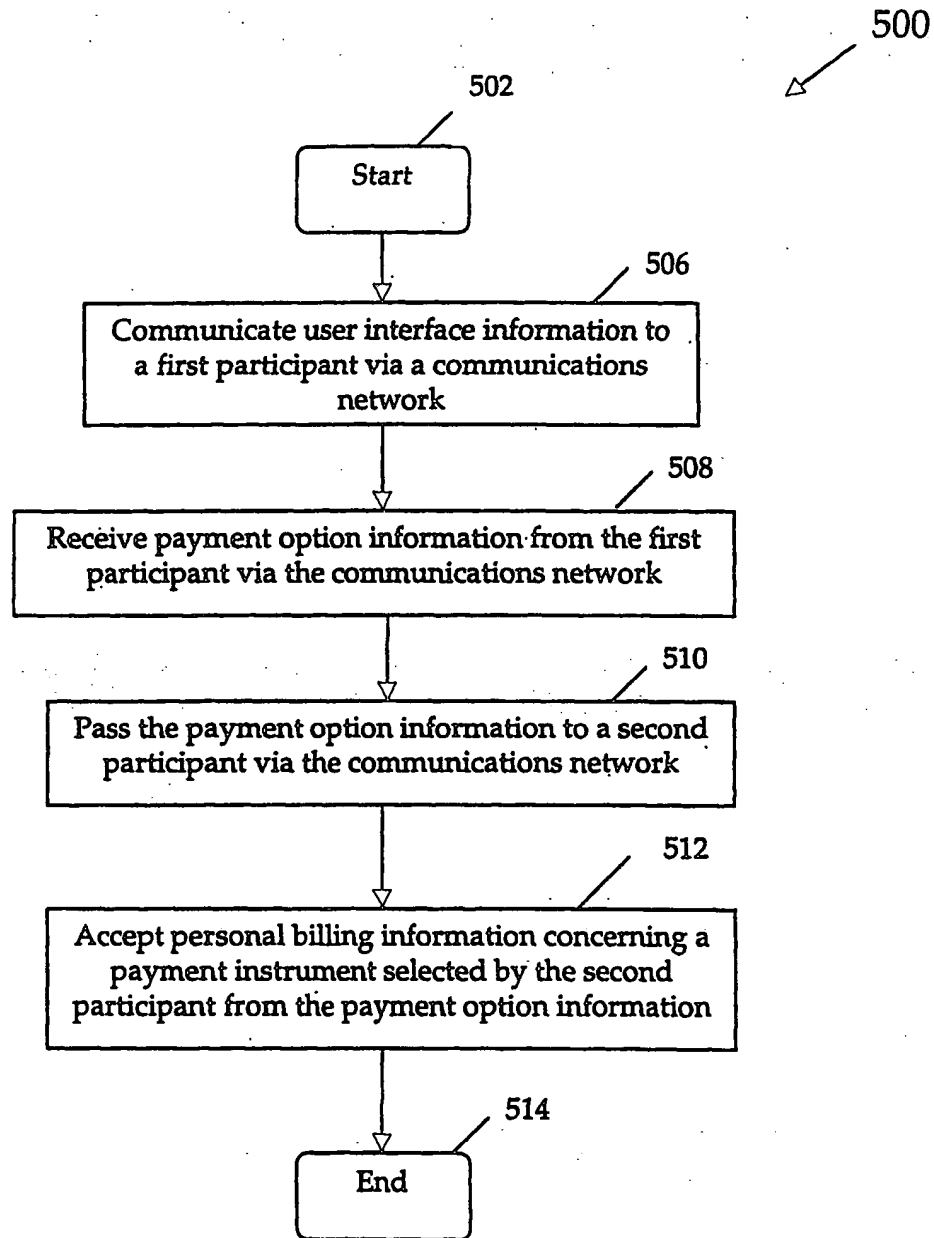 500
502
Start
506
Communicate user interface information to
a first participant via a communications
network
508
Receive payment option information from the first
participant via the communications network
510
Pass the payment option information to a second
participant via the communications network
512
Accept personal billing information concerning a
payment instrument selected by the second
participant from the payment option information
514
End